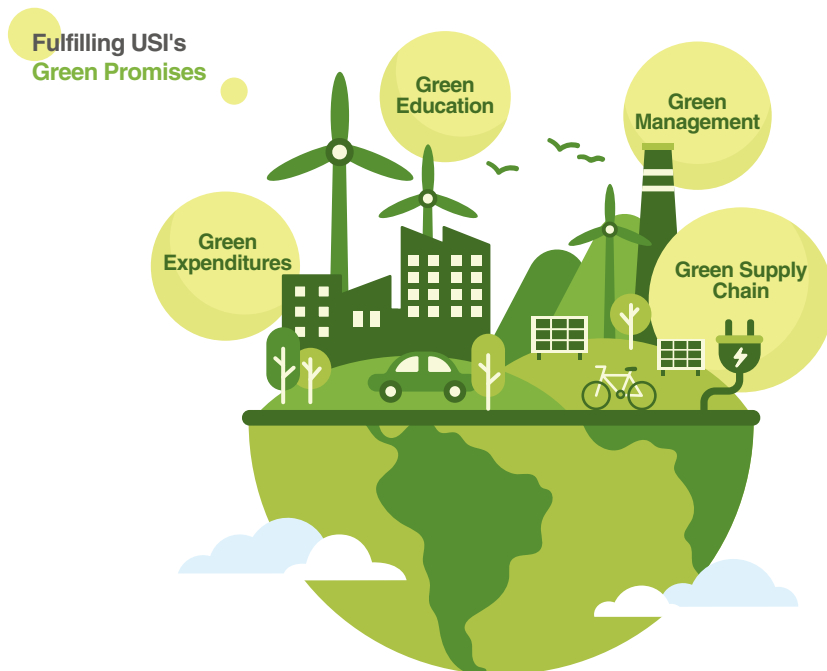 Fulfilling USI's
Green Promises
Green
Education
Green
Management
Green
Expenditures
Green Supply
Chain